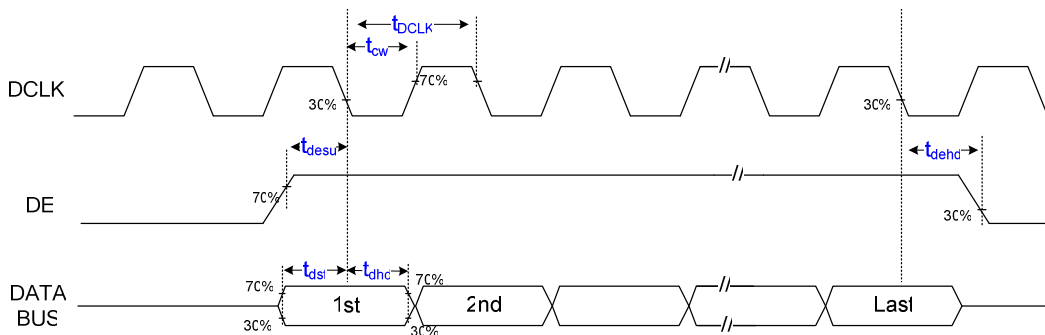 tDCLK
tcw
70%
DCLK
30%
30%
tdesu
tdehd
70%
DE
30%
tdst
tdhd
70%
70%
DATA
BUS
1st
2nd
Last
30%
30%